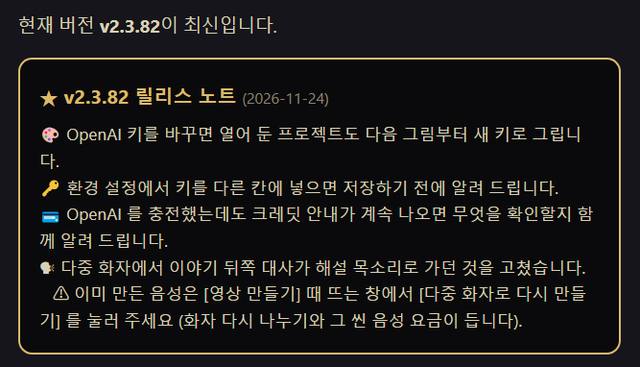 현재 버전 v2.3.82이 최신입니다.
★ v2.3.82 릴리스 노트 (2026-11-24)
🎨 OpenAI 키를 바꾸면 열어 둔 프로젝트도 다음 그림부터 새 키로 그립니
다.
🔑 환경 설정에서 키를 다른 칸에 넣으면 저장하기 전에 알려 드립니다.
💳 OpenAI 를 충전했는데도 크레딧 안내가 계속 나오면 무엇을 확인할지 함
께 알려 드립니다.
🗣 다중 화자에서 이야기 뒤쪽 대사가 해설 목소리로 가던 것을 고쳤습니다.
⚠ 이미 만든 음성은 [영상 만들기] 때 뜨는 창에서 [다중 화자로 다시 만들
기] 를 눌러 주세요 (화자 다시 나누기와 그 씬 음성 요금이 듭니다).